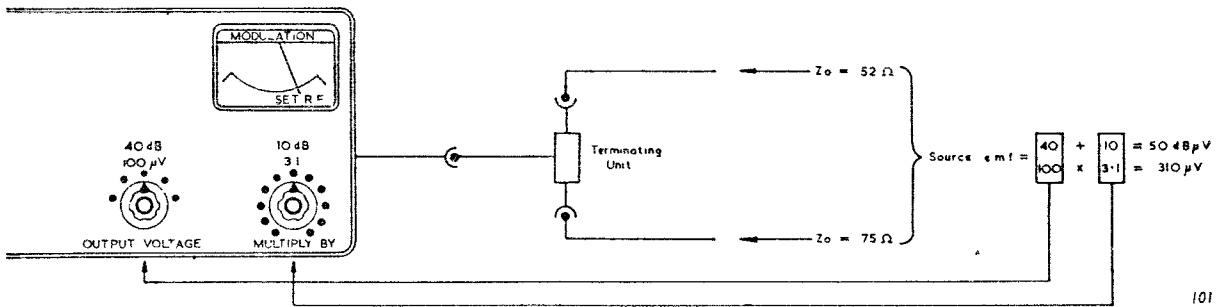 MODULATION
SET R.F
40 dB
100 μV
10 dB
3·1
OUTPUT VOLTAGE
MULTIPLY BY
Terminating
Unit
Zo = 52 Ω
Zo = 75 Ω
Source e m f = 40 + 10 = 50 dBμV
100 x 3·1 = 310 μV
101